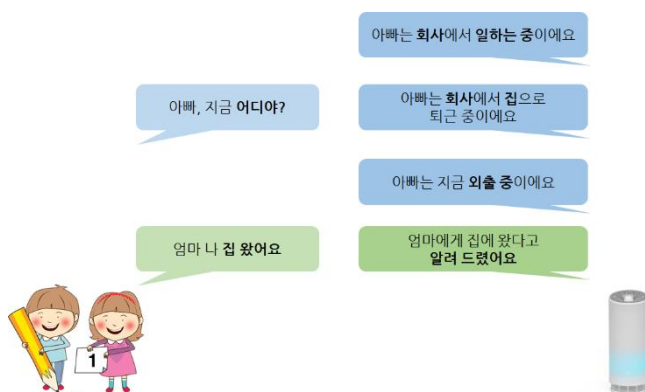 아빠는 회사에서 일하는 중이에요
아빠, 지금 어디야?
아빠는 회사에서 집으로
퇴근 중이에요
아빠는 지금 외출 중이에요
엄마 나 집 왔어요
엄마에게 집에 왔다고
알려 드렸어요
1